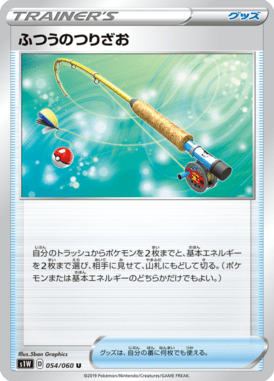 TRAINER'S
グッズ
ふつうのつりざお
自分のトラッシュからポケモンを2枚までと、基本エネルギー
を2枚まで選び、相手に見せて、山札にもどして切る。（ポケモン
または基本エネルギーのどちらかだけでもよい。）
Illus.5ban Graphics
s1W D 054/060 U
グッズは、自分の番に何枚でも使える。
©2019 Pokémon/Nintendo/Creatures/GAME FREAK.